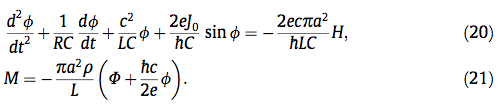 d²φ/dt² + 1/RC dφ/dt + c²/LC φ + 2eJ₀/ħC sin φ = −2ecπa²/ħLC H, (20)
M = −πa²ρ/L (Φ + ħc/2e φ). (21)